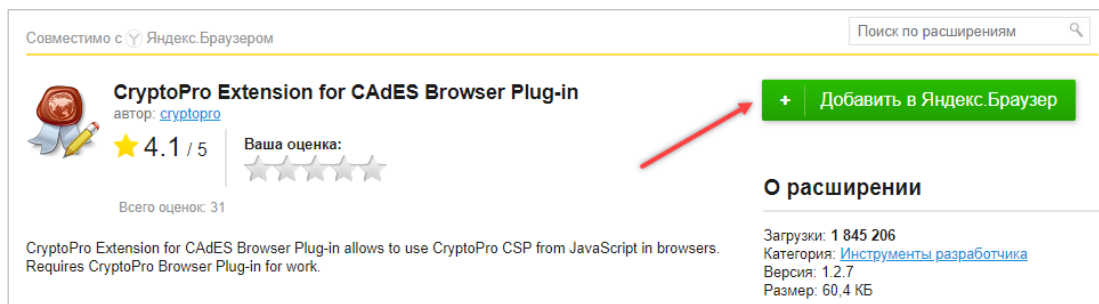 Совместимо с Яндекс.Браузером
Поиск по расширениям
CryptoPro Extension for CAdES Browser Plug-in
автор: cryptopro
4.1 / 5
Ваша оценка:
Всего оценок: 31
CryptoPro Extension for CAdES Browser Plug-in allows to use CryptoPro CSP from JavaScript in browsers.
Requires CryptoPro Browser Plug-in for work.
+ Добавить в Яндекс.Браузер
О расширении
Загрузки: 1 845 206
Категория: Инструменты разработчика
Версия: 1.2.7
Размер: 60,4 КБ